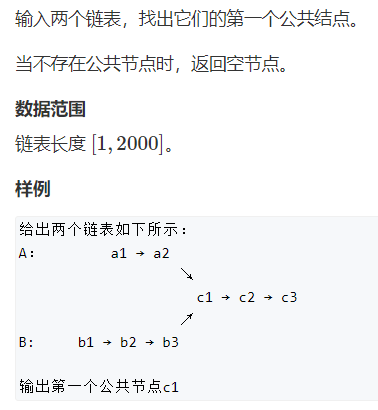 输入两个链表，找出它们的第一个公共结点。
当不存在公共节点时，返回空节点。
数据范围
链表长度 [1, 2000]。
样例
给出两个链表如下所示：
A:        a1 → a2
↘
c1 → c2 → c3
↗
B:     b1 → b2 → b3
输出第一个公共节点c1